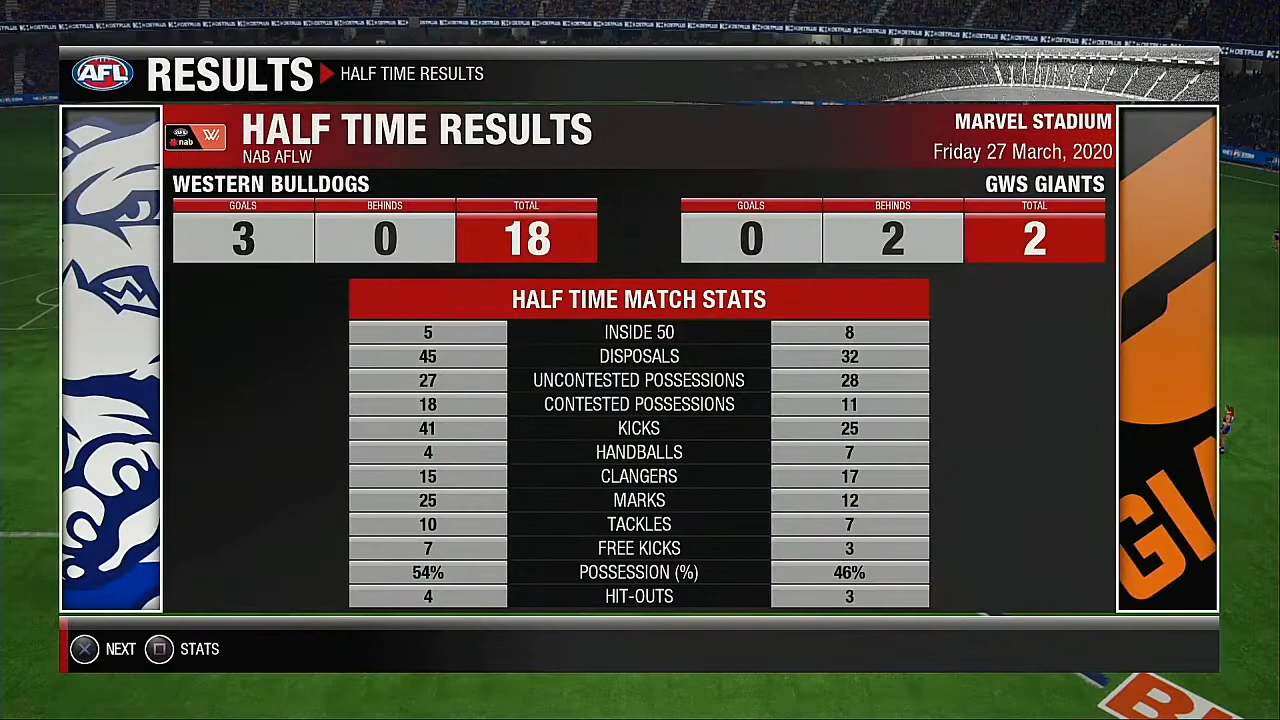 AFL RESULTS HALF TIME RESULTS
AFL nab W HALF TIME RESULTS MARVEL STADIUM
NAB AFLW Friday 27 March, 2020
WESTERN BULLDOGS GWS GIANTS
GOALS BEHINDS TOTAL GOALS BEHINDS TOTAL
3 0 18 0 2 2
HALF TIME MATCH STATS
5 INSIDE 50 8
45 DISPOSALS 32
27 UNCONTESTED POSSESSIONS 28
18 CONTESTED POSSESSIONS 11
41 KICKS 25
4 HANDBALLS 7
15 CLANGERS 17
25 MARKS 12
10 TACKLES 7
7 FREE KICKS 3
54% POSSESSION (%) 46%
4 HIT-OUTS 3
GIA
NEXT STATS